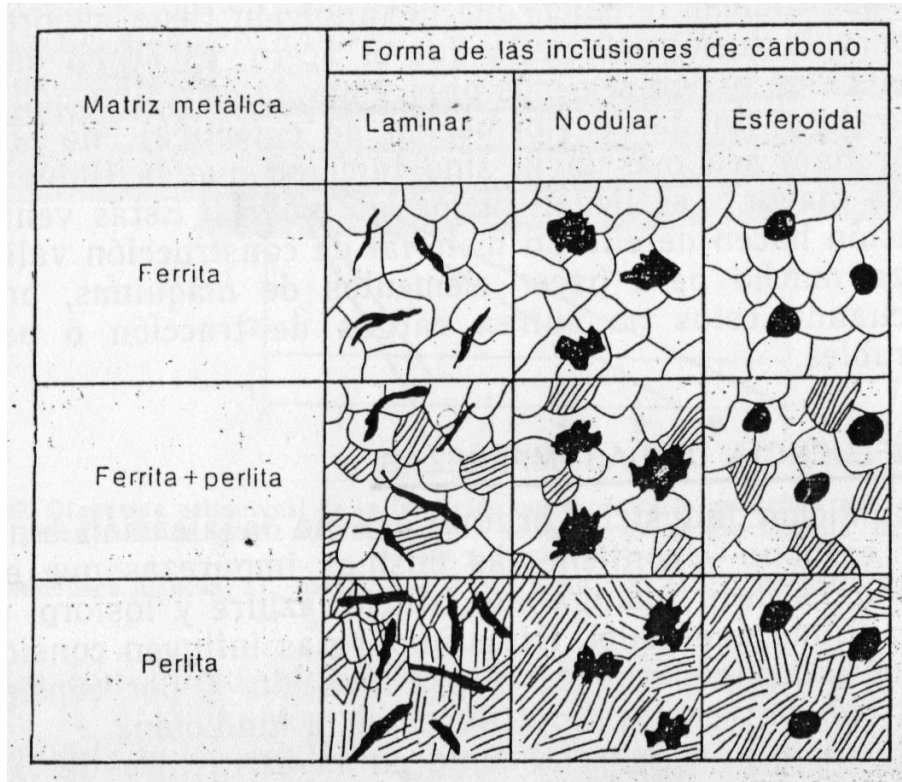 Forma de las inclusiones de carbono
Matriz metálica
Laminar Nodular Esferoidal
Ferrita
Ferrita + perlita
Perlita